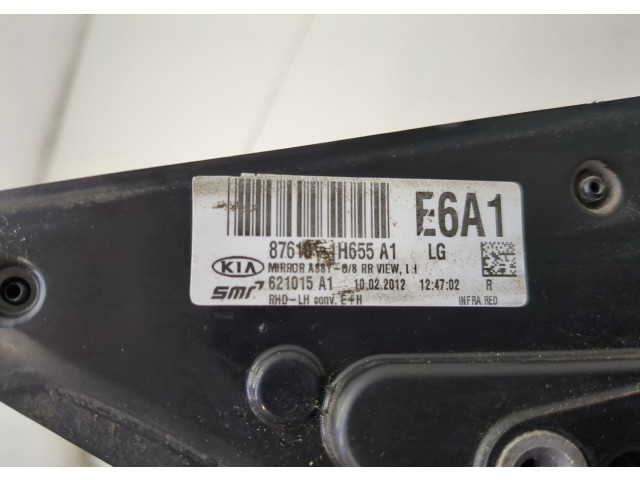 E6A1
H655 A1 LG
KIA MIRROR ASSY-O/S RR VIEW,
smr 621015 A1 10.02.2012 12:47:02 R
RHD-LH conv. E+H INFRA RED